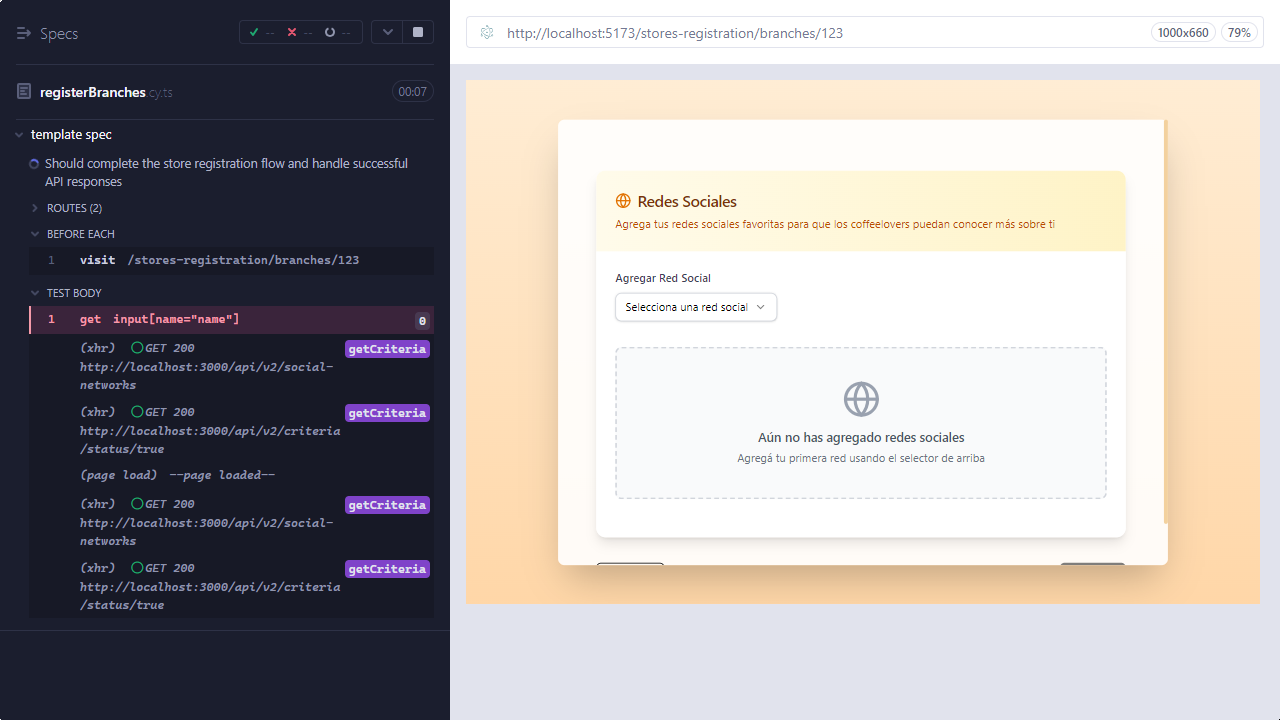 Specs
-- -- --
registerBranches.cy.ts
00:07
template spec
Should complete the store registration flow and handle successful
API responses
ROUTES (2)
BEFORE EACH
1 visit /stores-registration/branches/123
TEST BODY
1 get input[name="name"] 0
(xhr) GET 200 getCriteria
http://localhost:3000/api/v2/social-
networks
(xhr) GET 200 getCriteria
http://localhost:3000/api/v2/criteria
/status/true
(page load) --page loaded--
(xhr) GET 200 getCriteria
http://localhost:3000/api/v2/social-
networks
(xhr) GET 200 getCriteria
http://localhost:3000/api/v2/criteria
/status/true
http://localhost:5173/stores-registration/branches/123
1000x660
79%
Redes Sociales
Agrega tus redes sociales favoritas para que los coffeelovers puedan conocer más sobre ti
Agregar Red Social
Selecciona una red social
Aún no has agregado redes sociales
Agregá tu primera red usando el selector de arriba